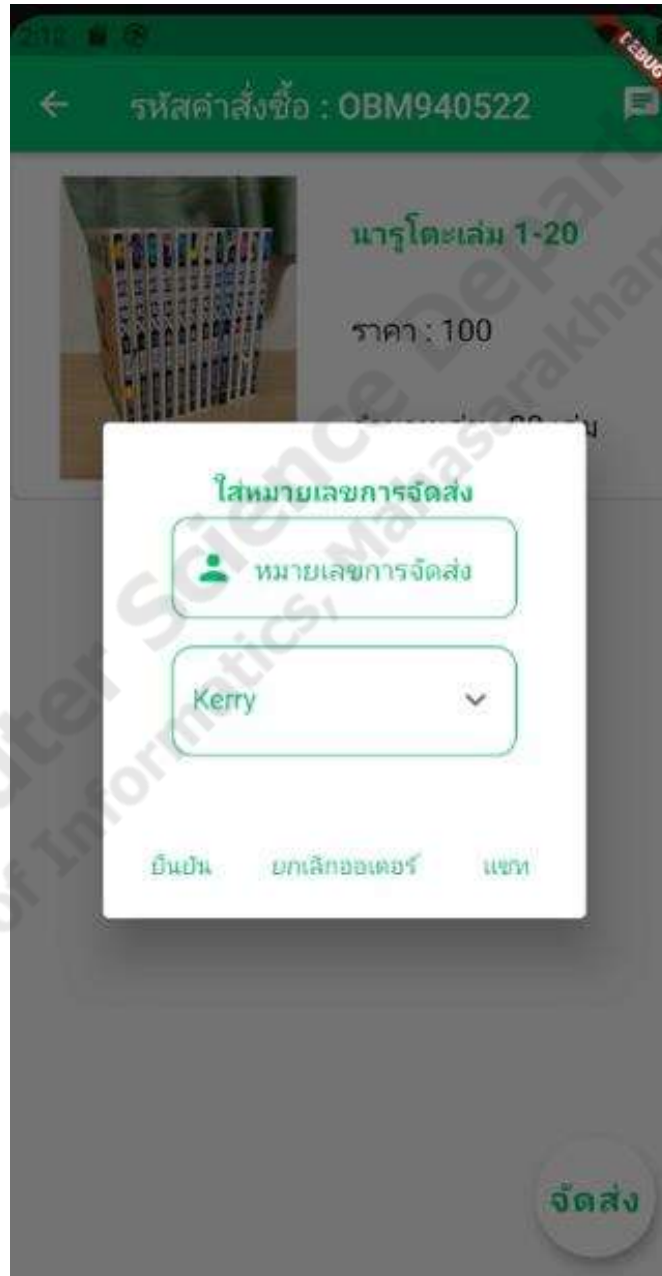 2:12
DEBUG
รหัสคำสั่งซื้อ : OBM940522
นารูโตะเล่ม 1-20
ราคา : 100
ใส่หมายเลขการจัดส่ง
หมายเลขการจัดส่ง
Kerry
ยืนยัน ยกเลิกออเดอร์ แชท
จัดส่ง